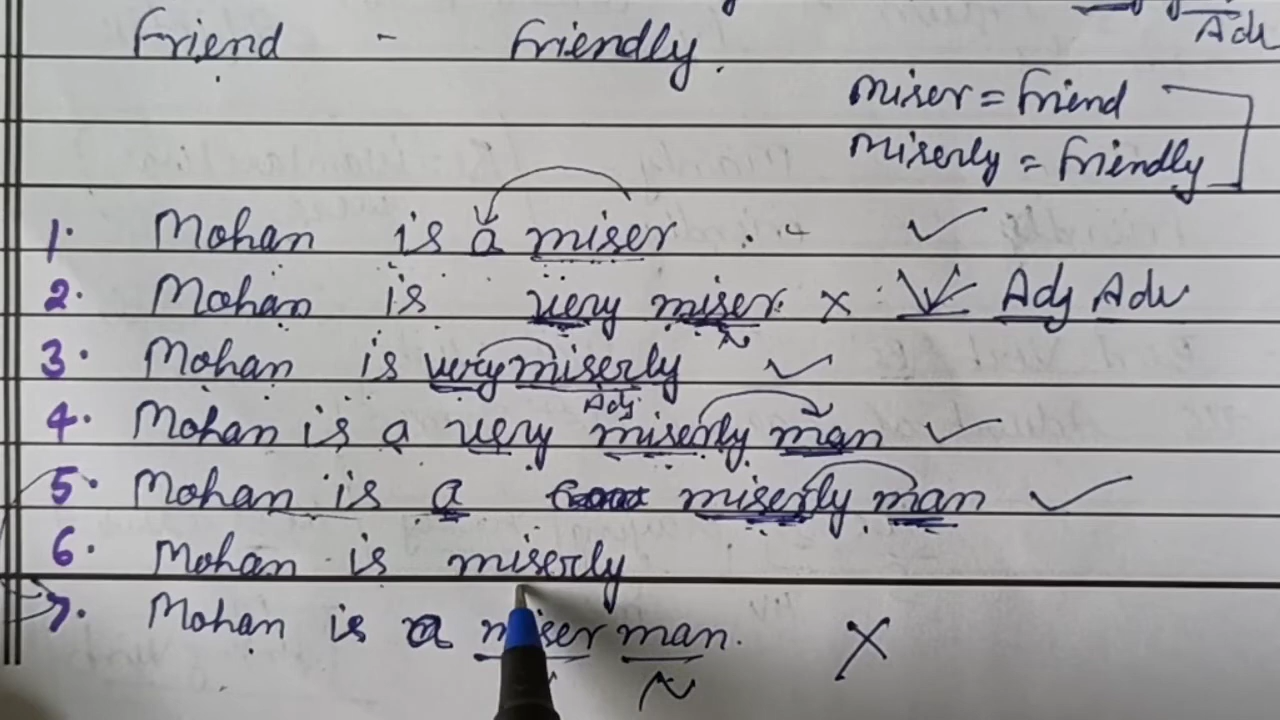 Adv
Friend - Friendly.
miser = Friend
miserly = Friendly
1. Mohan is a miser. ✓
2. Mohan is very miser. × Adj Adv
N
3. Mohan is very miserly ✓
Adj
4. Mohan is a very miserly man ✓
5. Mohan is a miserly man ✓
6. Mohan is miserly
7. Mohan is a miser man. ×
N